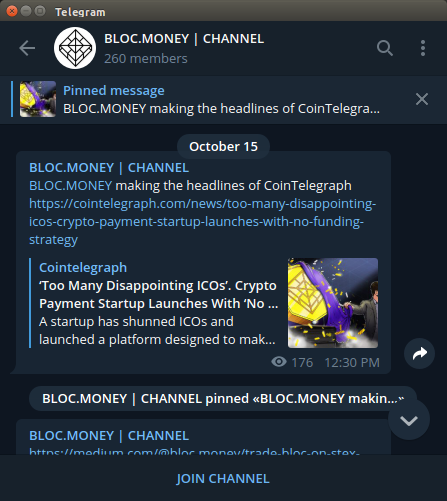 Telegram
BLOC.MONEY | CHANNEL
260 members
Pinned message
BLOC.MONEY making the headlines of CoinTelegra...
October 15
BLOC.MONEY | CHANNEL
BLOC.MONEY making the headlines of CoinTelegraph
https://cointelegraph.com/news/too-many-disappointing-
icos-crypto-payment-startup-launches-with-no-funding-
strategy
Cointelegraph
‘Too Many Disappointing ICOs’. Crypto
Payment Startup Launches With ‘No ...
A startup has shunned ICOs and
launched a platform designed to mak...
176 12:30 PM
BLOC.MONEY | CHANNEL pinned «BLOC.MONEY makin...»
BLOC.MONEY | CHANNEL
https://medium.com/@bloc.money/trade-bloc-on-stex-
JOIN CHANNEL